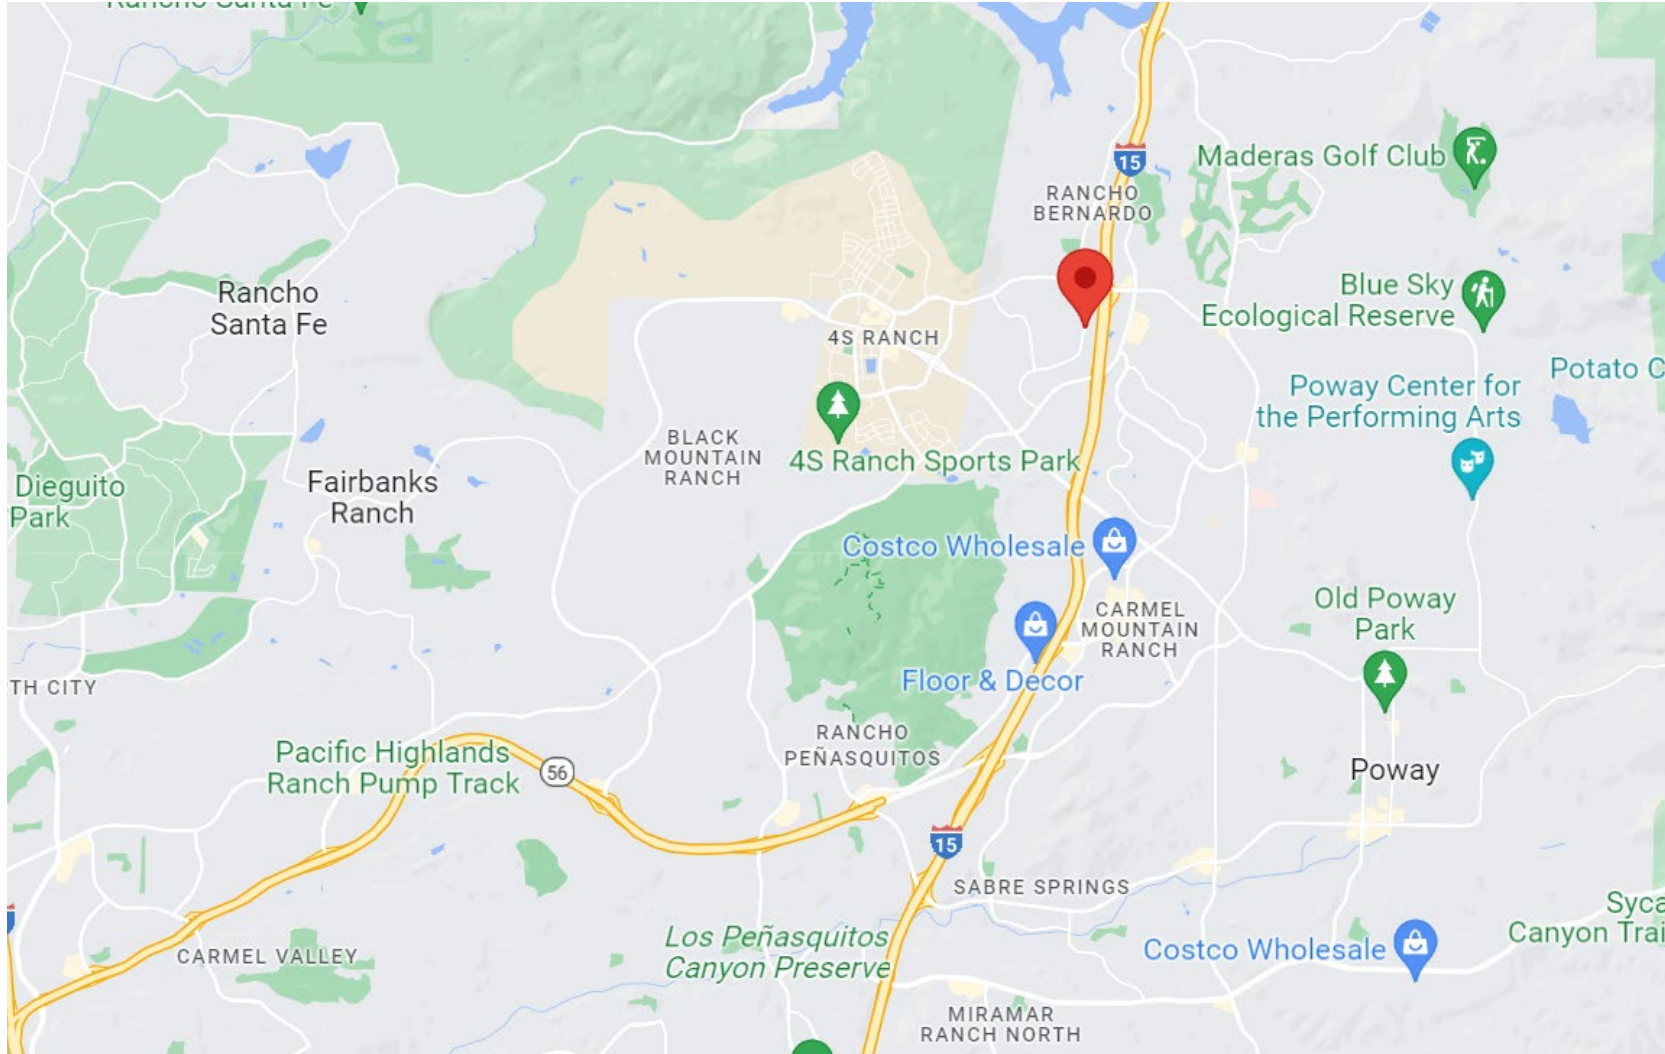 Rancho Santa Fe
15
Maderas Golf Club
RANCHO
BERNARDO
Rancho
Santa Fe
Blue Sky
Ecological Reserve
4S RANCH
Potato C
Poway Center for
the Performing Arts
BLACK
MOUNTAIN
RANCH
4S Ranch Sports Park
Dieguito
Park
Fairbanks
Ranch
Costco Wholesale
CARMEL
MOUNTAIN
RANCH
Old Poway
Park
Floor & Decor
TH CITY
RANCHO
PEÑASQUITOS
Pacific Highlands
Ranch Pump Track
56
Poway
15
SABRE SPRINGS
Syca
Canyon Trai
Los Peñasquitos
Canyon Preserve
Costco Wholesale
CARMEL VALLEY
MIRAMAR
RANCH NORTH